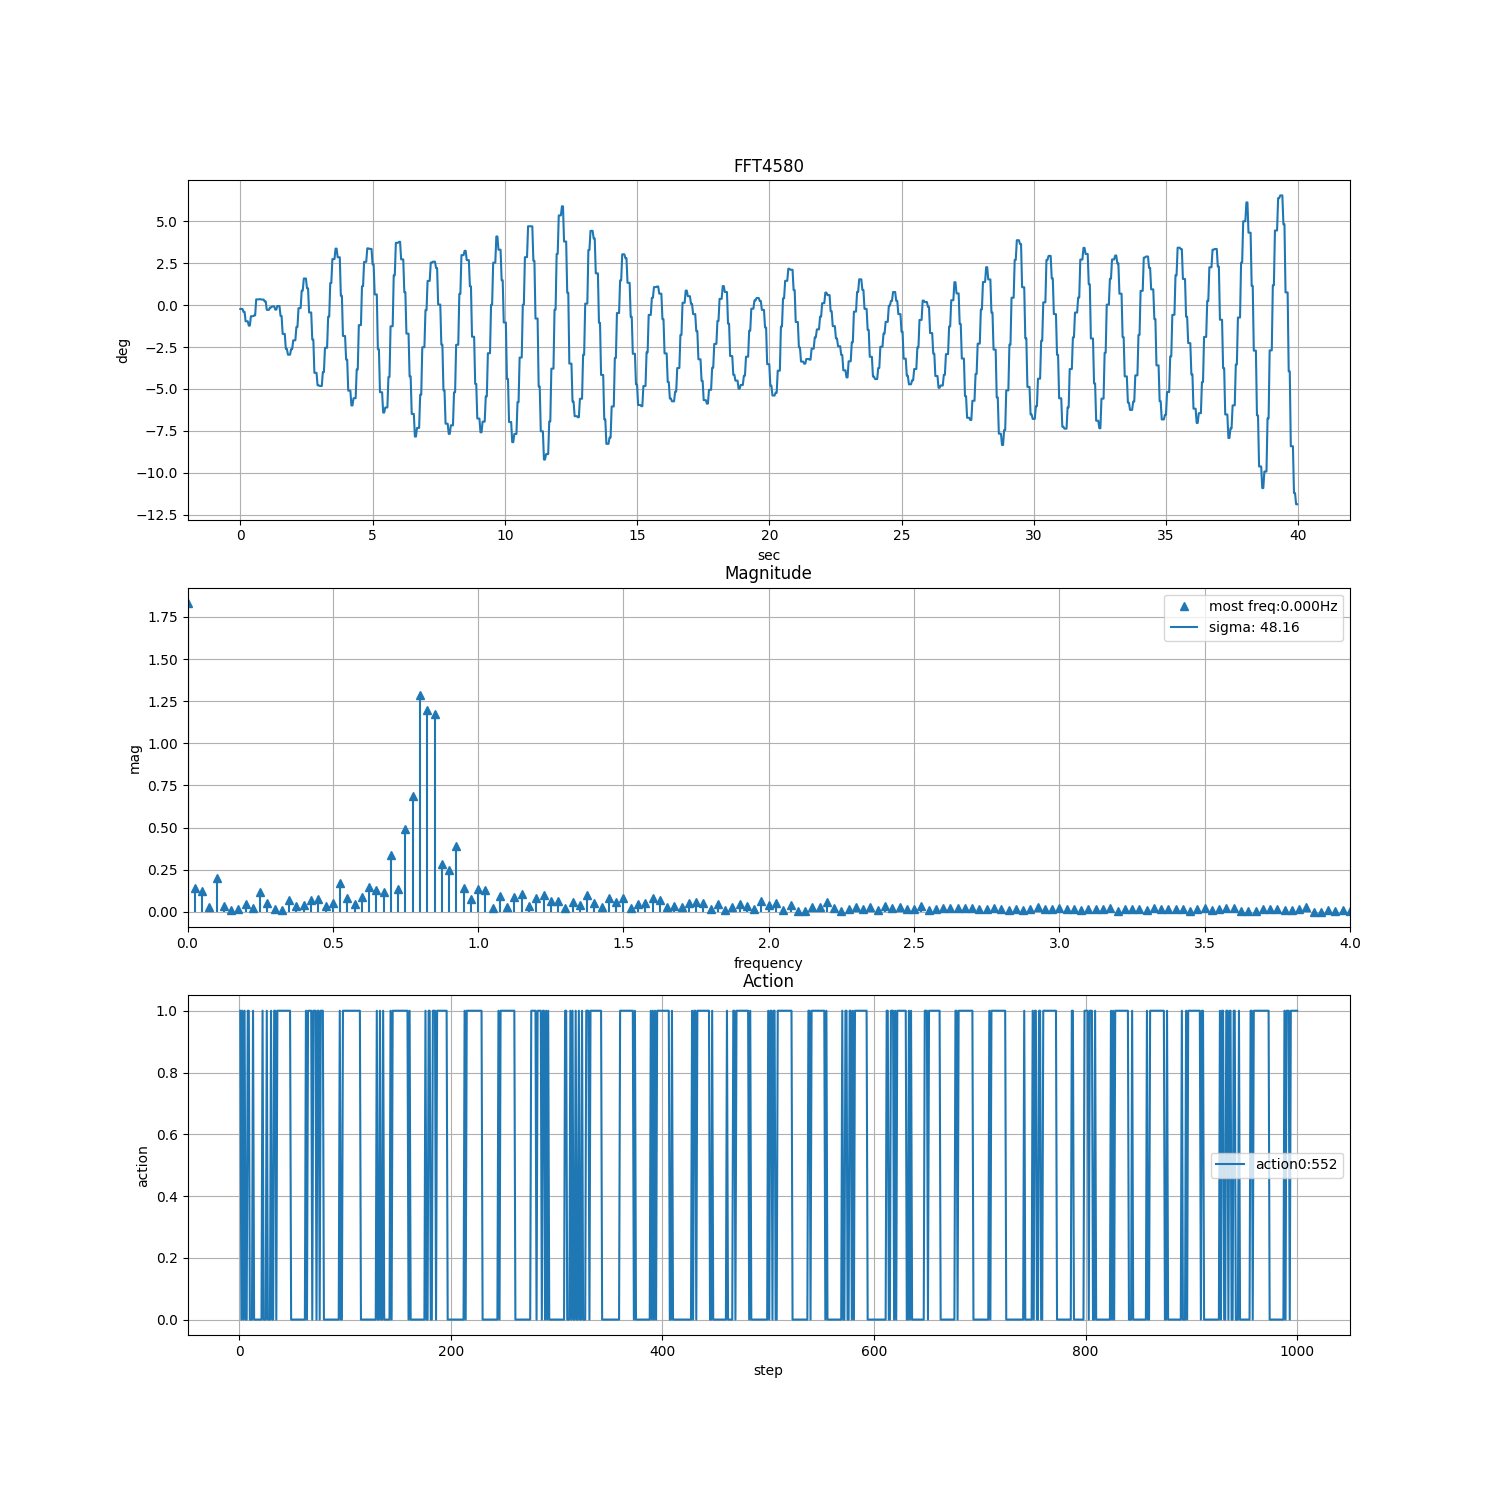 FFT4580
deg
5.0
2.5
0.0
−2.5
−5.0
−7.5
−10.0
−12.5
0 5 10 15 20 25 30 35 40
sec
Magnitude
mag
1.75
1.50
1.25
1.00
0.75
0.50
0.25
0.00
most freq:0.000Hz
sigma: 48.16
0.0 0.5 1.0 1.5 2.0 2.5 3.0 3.5 4.0
frequency
Action
action
1.0
0.8
0.6
0.4
0.2
0.0
action0:552
0 200 400 600 800 1000
step